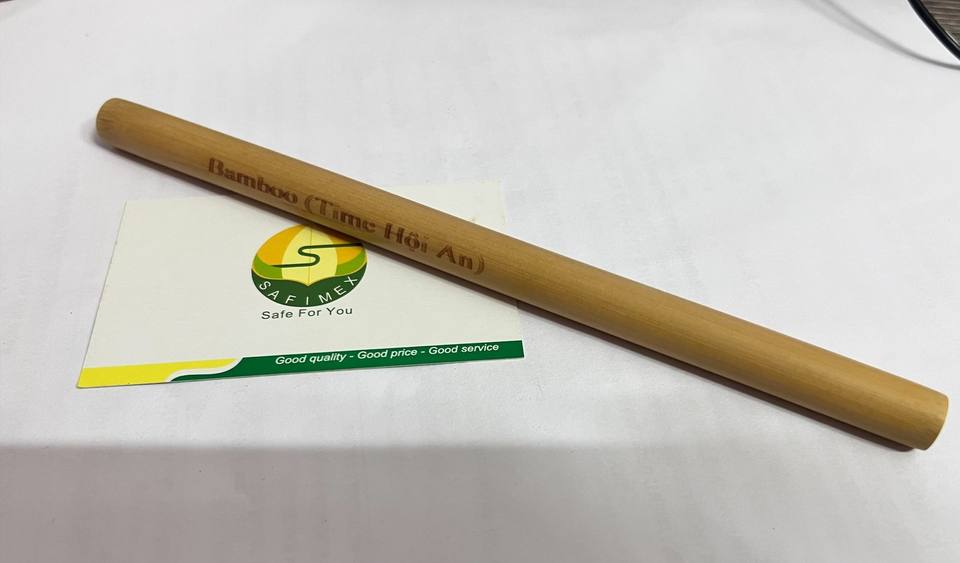 Bamboo (Time Hội An)
SAFIMEX
Safe For You
Good quality - Good price - Good service